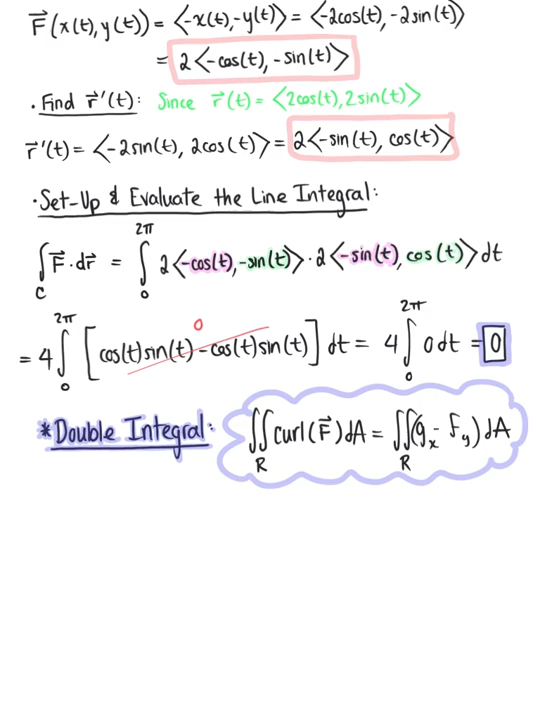 F⃗(x(t), y(t)) = ⟨-x(t), -y(t)⟩ = ⟨-2cos(t), -2sin(t)⟩
= 2⟨-cos(t), -sin(t)⟩
· Find r⃗'(t): Since r⃗(t) = ⟨2cos(t), 2sin(t)⟩
r⃗'(t) = ⟨-2sin(t), 2cos(t)⟩ = 2⟨-sin(t), cos(t)⟩
· Set-Up & Evaluate the Line Integral:
∫_C F⃗ · dr⃗ = ∫_0^{2π} 2⟨-cos(t), -sin(t)⟩ · 2⟨-sin(t), cos(t)⟩ dt
= 4 ∫_0^{2π} [cos(t)sin(t) - cos(t)sin(t)] 0 dt = 4 ∫_0^{2π} 0 dt = 0
*Double Integral: ∬_R curl(F⃗) dA = ∬_R (g_x - f_y) dA